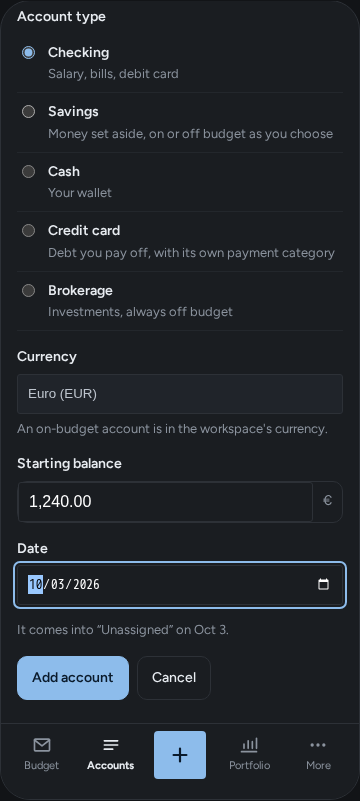 Account type
Checking
Salary, bills, debit card
Savings
Money set aside, on or off budget as you choose
Cash
Your wallet
Credit card
Debt you pay off, with its own payment category
Brokerage
Investments, always off budget
Currency
Euro (EUR)
An on-budget account is in the workspace's currency.
Starting balance
1,240.00 €
Date
10/03/2026
It comes into “Unassigned” on Oct 3.
Add account Cancel
+
Budget Accounts Portfolio More